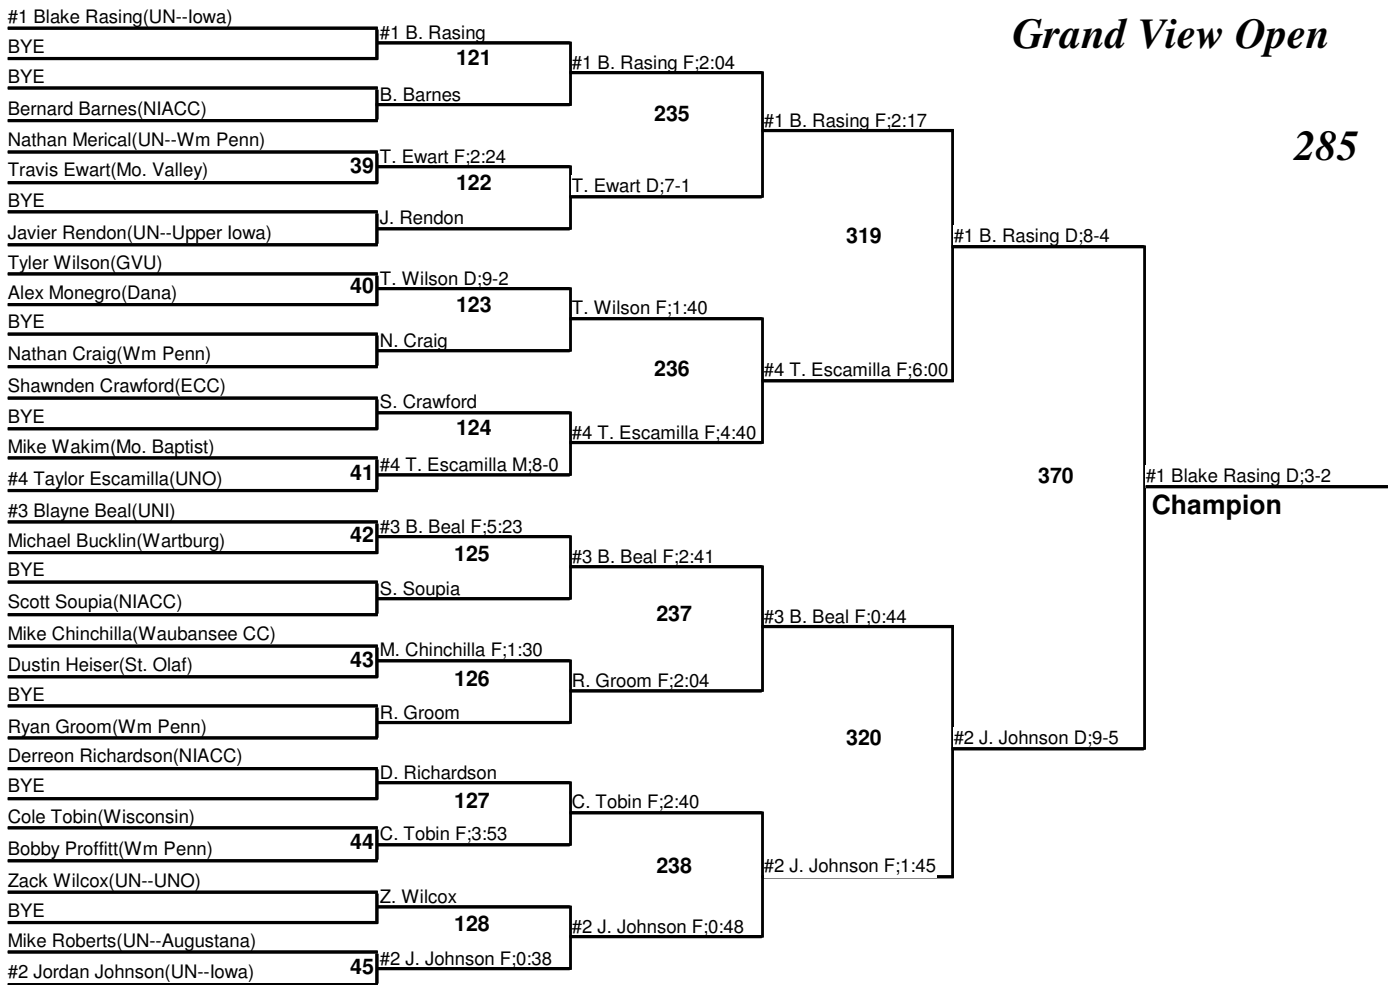 Grand View Open
285
#1 Blake Rasing(UN--Iowa)
BYE
BYE
Bernard Barnes(NIACC)
Nathan Merical(UN--Wm Penn)
Travis Ewart(Mo. Valley)
39
BYE
Javier Rendon(UN--Upper Iowa)
Tyler Wilson(GVU)
Alex Monegro(Dana)
40
BYE
Nathan Craig(Wm Penn)
Shawnden Crawford(ECC)
BYE
Mike Wakim(Mo. Baptist)
#4 Taylor Escamilla(UNO)
41
#3 Blayne Beal(UNI)
Michael Bucklin(Wartburg)
42
BYE
Scott Soupia(NIACC)
Mike Chinchilla(Waubansee CC)
Dustin Heiser(St. Olaf)
43
BYE
Ryan Groom(Wm Penn)
Derreon Richardson(NIACC)
BYE
Cole Tobin(Wisconsin)
Bobby Proffitt(Wm Penn)
44
Zack Wilcox(UN--UNO)
BYE
Mike Roberts(UN--Augustana)
#2 Jordan Johnson(UN--Iowa)
45
#1 B. Rasing
121
B. Barnes
T. Ewart F;2:24
122
J. Rendon
T. Wilson D;9-2
123
N. Craig
S. Crawford
124
#4 T. Escamilla M;8-0
#3 B. Beal F;5:23
125
S. Soupia
M. Chinchilla F;1:30
126
R. Groom
D. Richardson
127
C. Tobin F;3:53
Z. Wilcox
128
#2 J. Johnson F;0:38
#1 B. Rasing F;2:04
235
T. Ewart D;7-1
T. Wilson F;1:40
236
#4 T. Escamilla F;4:40
#3 B. Beal F;2:41
237
R. Groom F;2:04
C. Tobin F;2:40
238
#2 J. Johnson F;0:48
#1 B. Rasing F;2:17
319
#4 T. Escamilla F;6:00
#3 B. Beal F;0:44
320
#2 J. Johnson F;1:45
#1 B. Rasing D;8-4
370
#2 J. Johnson D;9-5
#1 Blake Rasing D;3-2
Champion